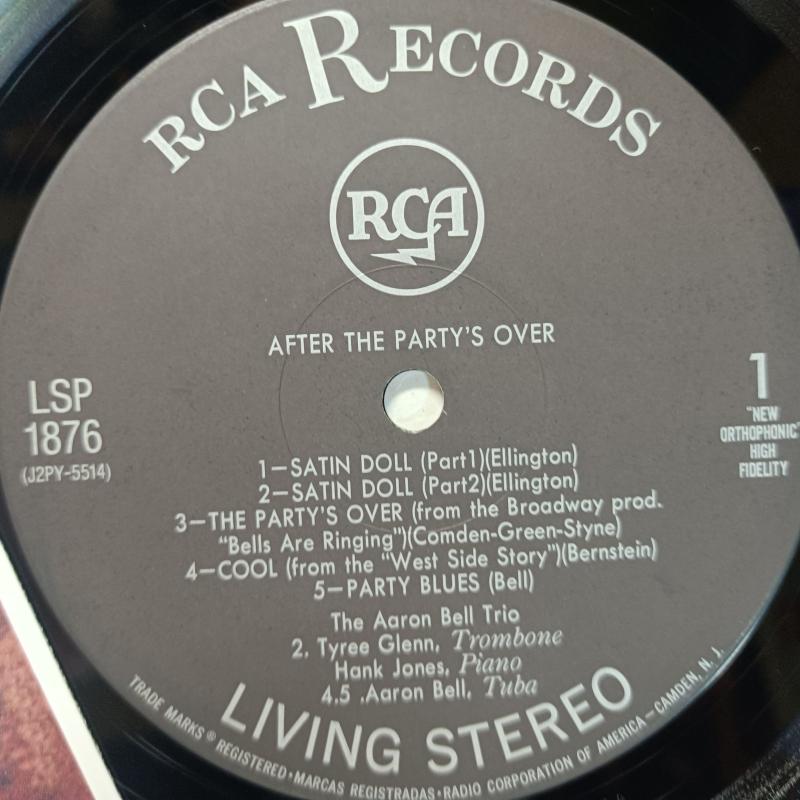 RCA RECORDS
RCA
AFTER THE PARTY'S OVER
LSP
1876
(J2PY-5514)
1
"NEW
ORTHOPHONIC"
HIGH
FIDELITY
1—SATIN DOLL (Part1)(Ellington)
2—SATIN DOLL (Part2)(Ellington)
3—THE PARTY'S OVER (from the Broadway prod.
"Bells Are Ringing")(Comden-Green-Styne)
4—COOL (from the "West Side Story")(Bernstein)
5—PARTY BLUES (Bell)
The Aaron Bell Trio
2. Tyree Glenn, Trombone
Hank Jones, Piano
4.5 .Aaron Bell, Tuba
LIVING STEREO
TRADE MARKS ® REGISTERED • MARCAS REGISTRADAS • RADIO CORPORATION OF AMERICA — CAMDEN, N. J.